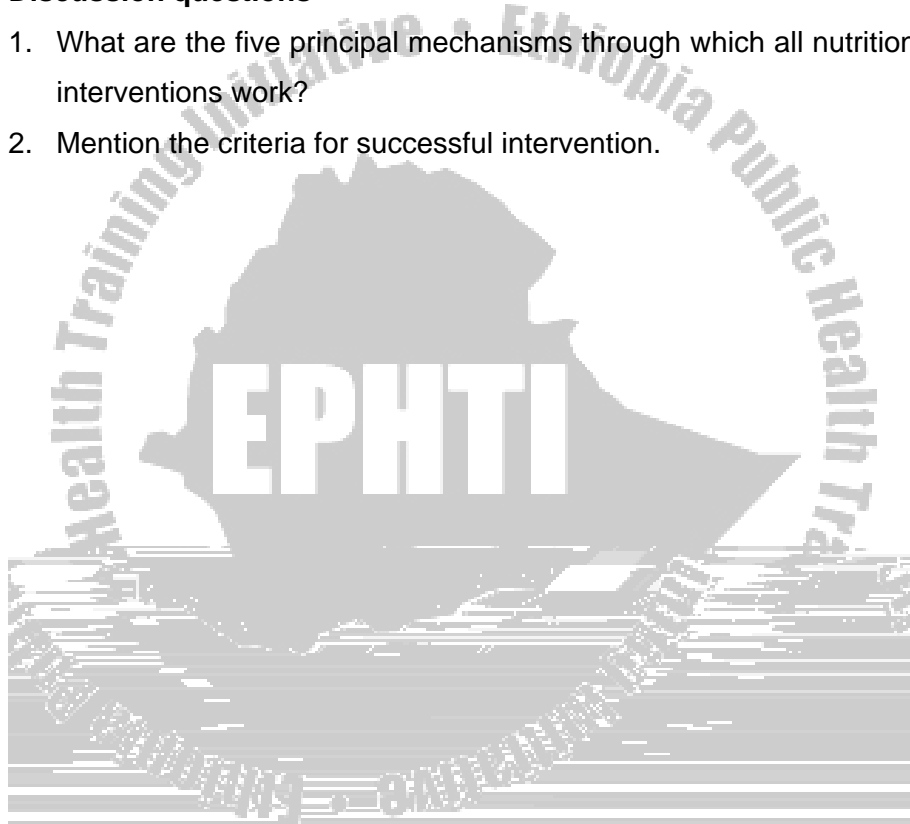 Discussion questions
1. What are the five principal mechanisms through which all nutrition
interventions work?
2. Mention the criteria for successful intervention.
Ethiopia Public Health Training Initiative •
EPHTI